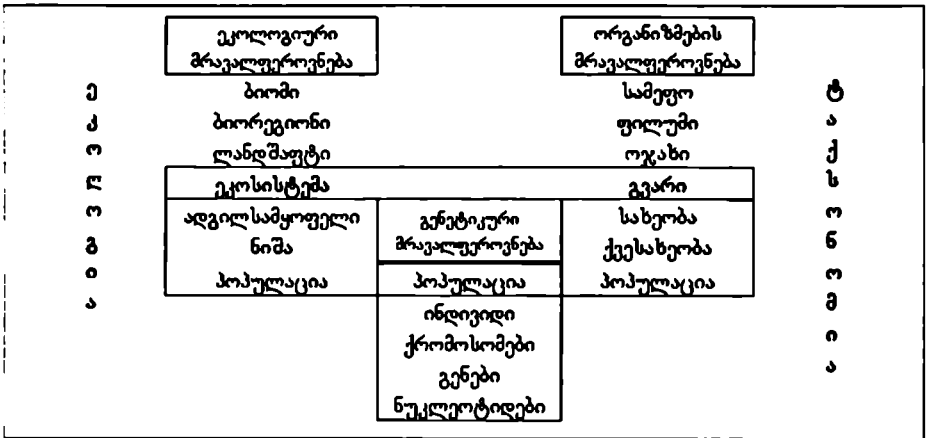 ეკოლოგიური ორგანიზმების
მრავალფეროვნება მრავალფეროვნება
ე ბიომი სამეფო ტ
კ ბიორეგიონი ფილუმი ა
ო ლანდშაფტი ოჯახი ქ
ლ ეკოსისტემა გვარი ს
ო ადგილსამყოფელი გენეტიკური სახეობა ო
გ ნიშა მრავალფეროვნება ქვესახეობა ნ
ი პოპულაცია პოპულაცია პოპულაცია ო
ა ინდივიდი მ
ქრომოსომები ი
გენები ა
ნუკლეოტიდები